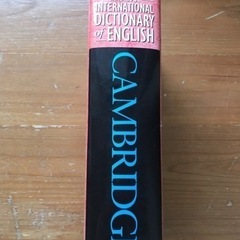 INTERNATIONAL
DICTIONARY
of ENGLISH
CAMBRIDG